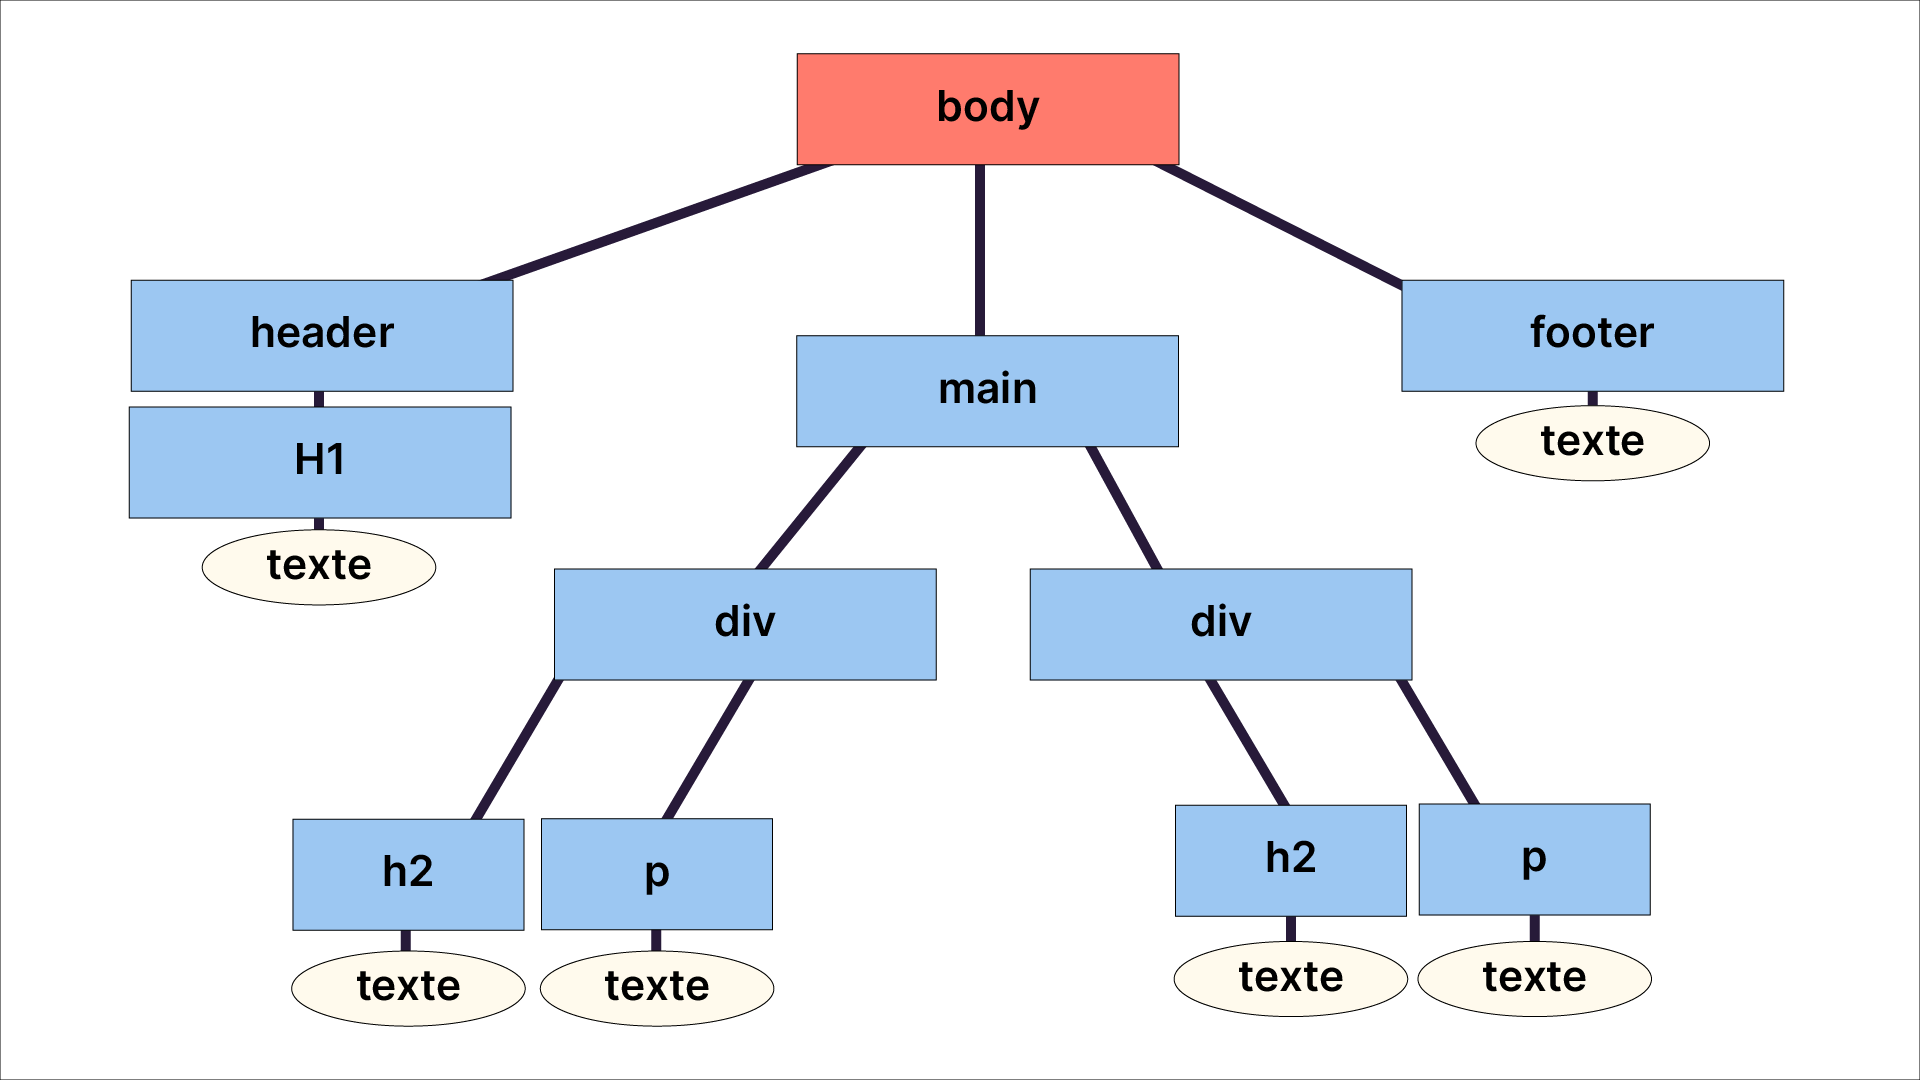 body
header
main
footer
H1
texte
texte
div
div
h2
p
h2
p
texte
texte
texte
texte